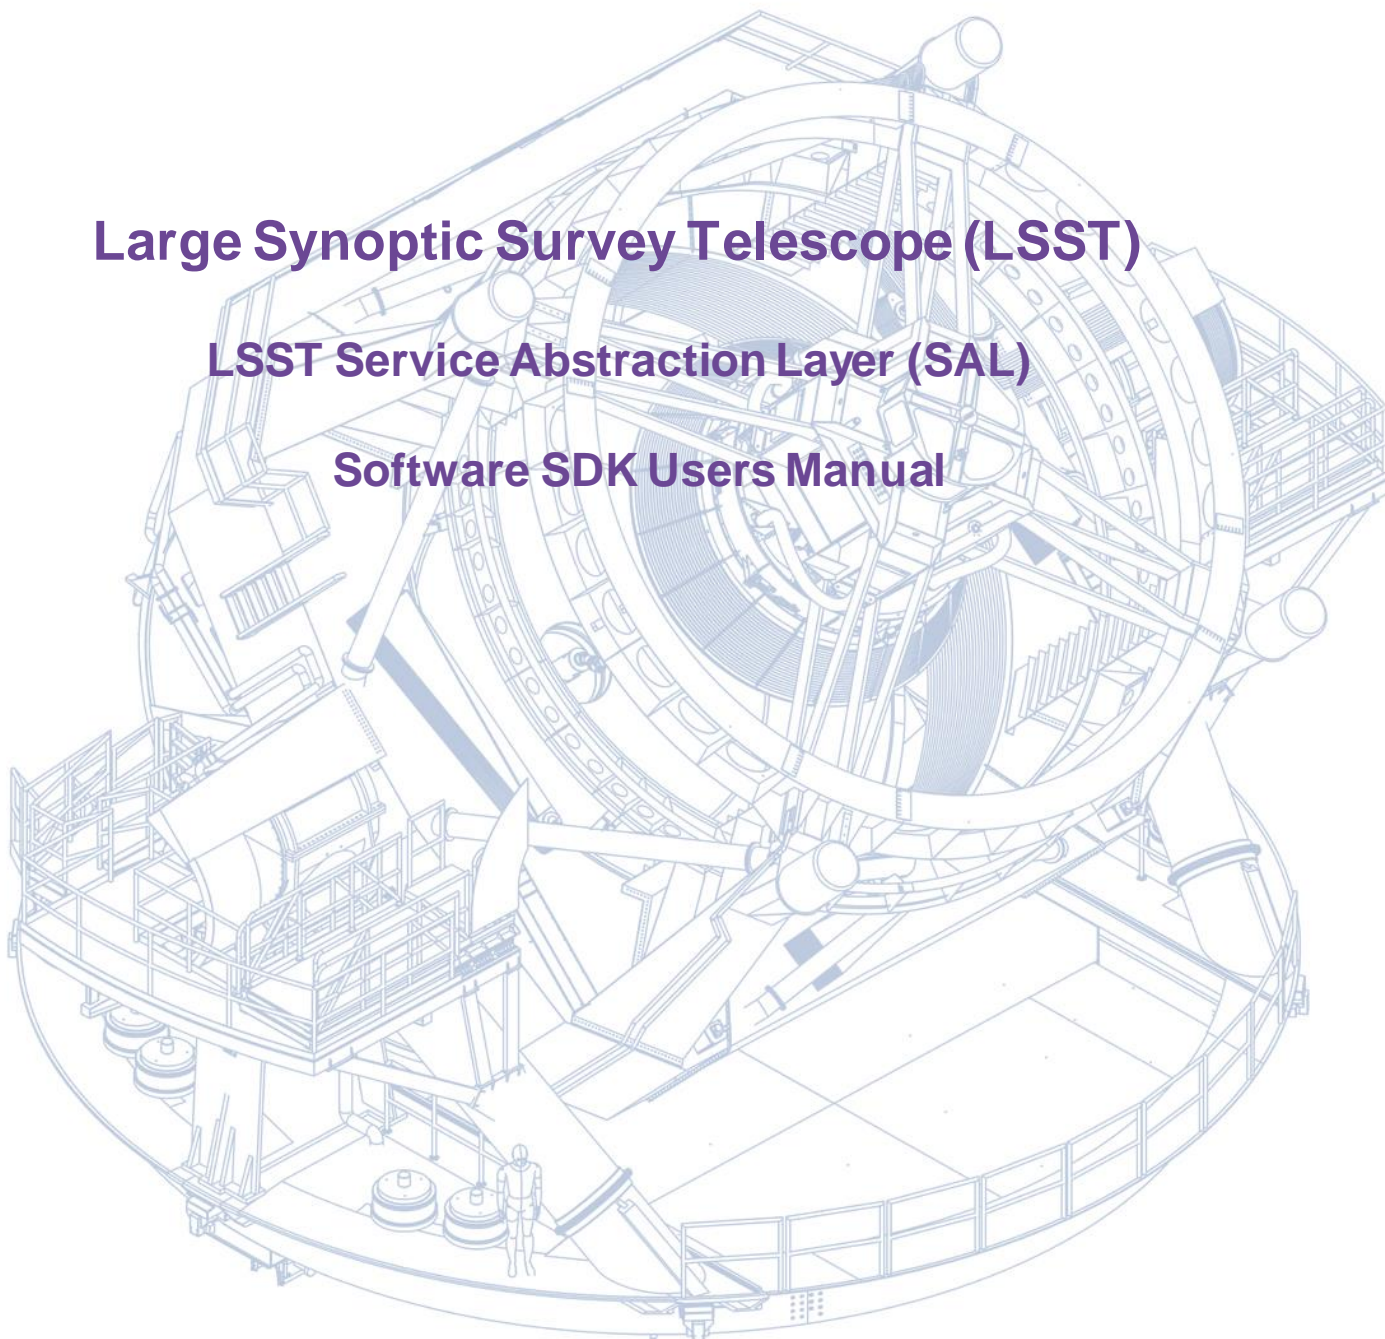 Large Synoptic Survey Telescope (LSST)
LSST Service Abstraction Layer (SAL)
Software SDK Users Manual